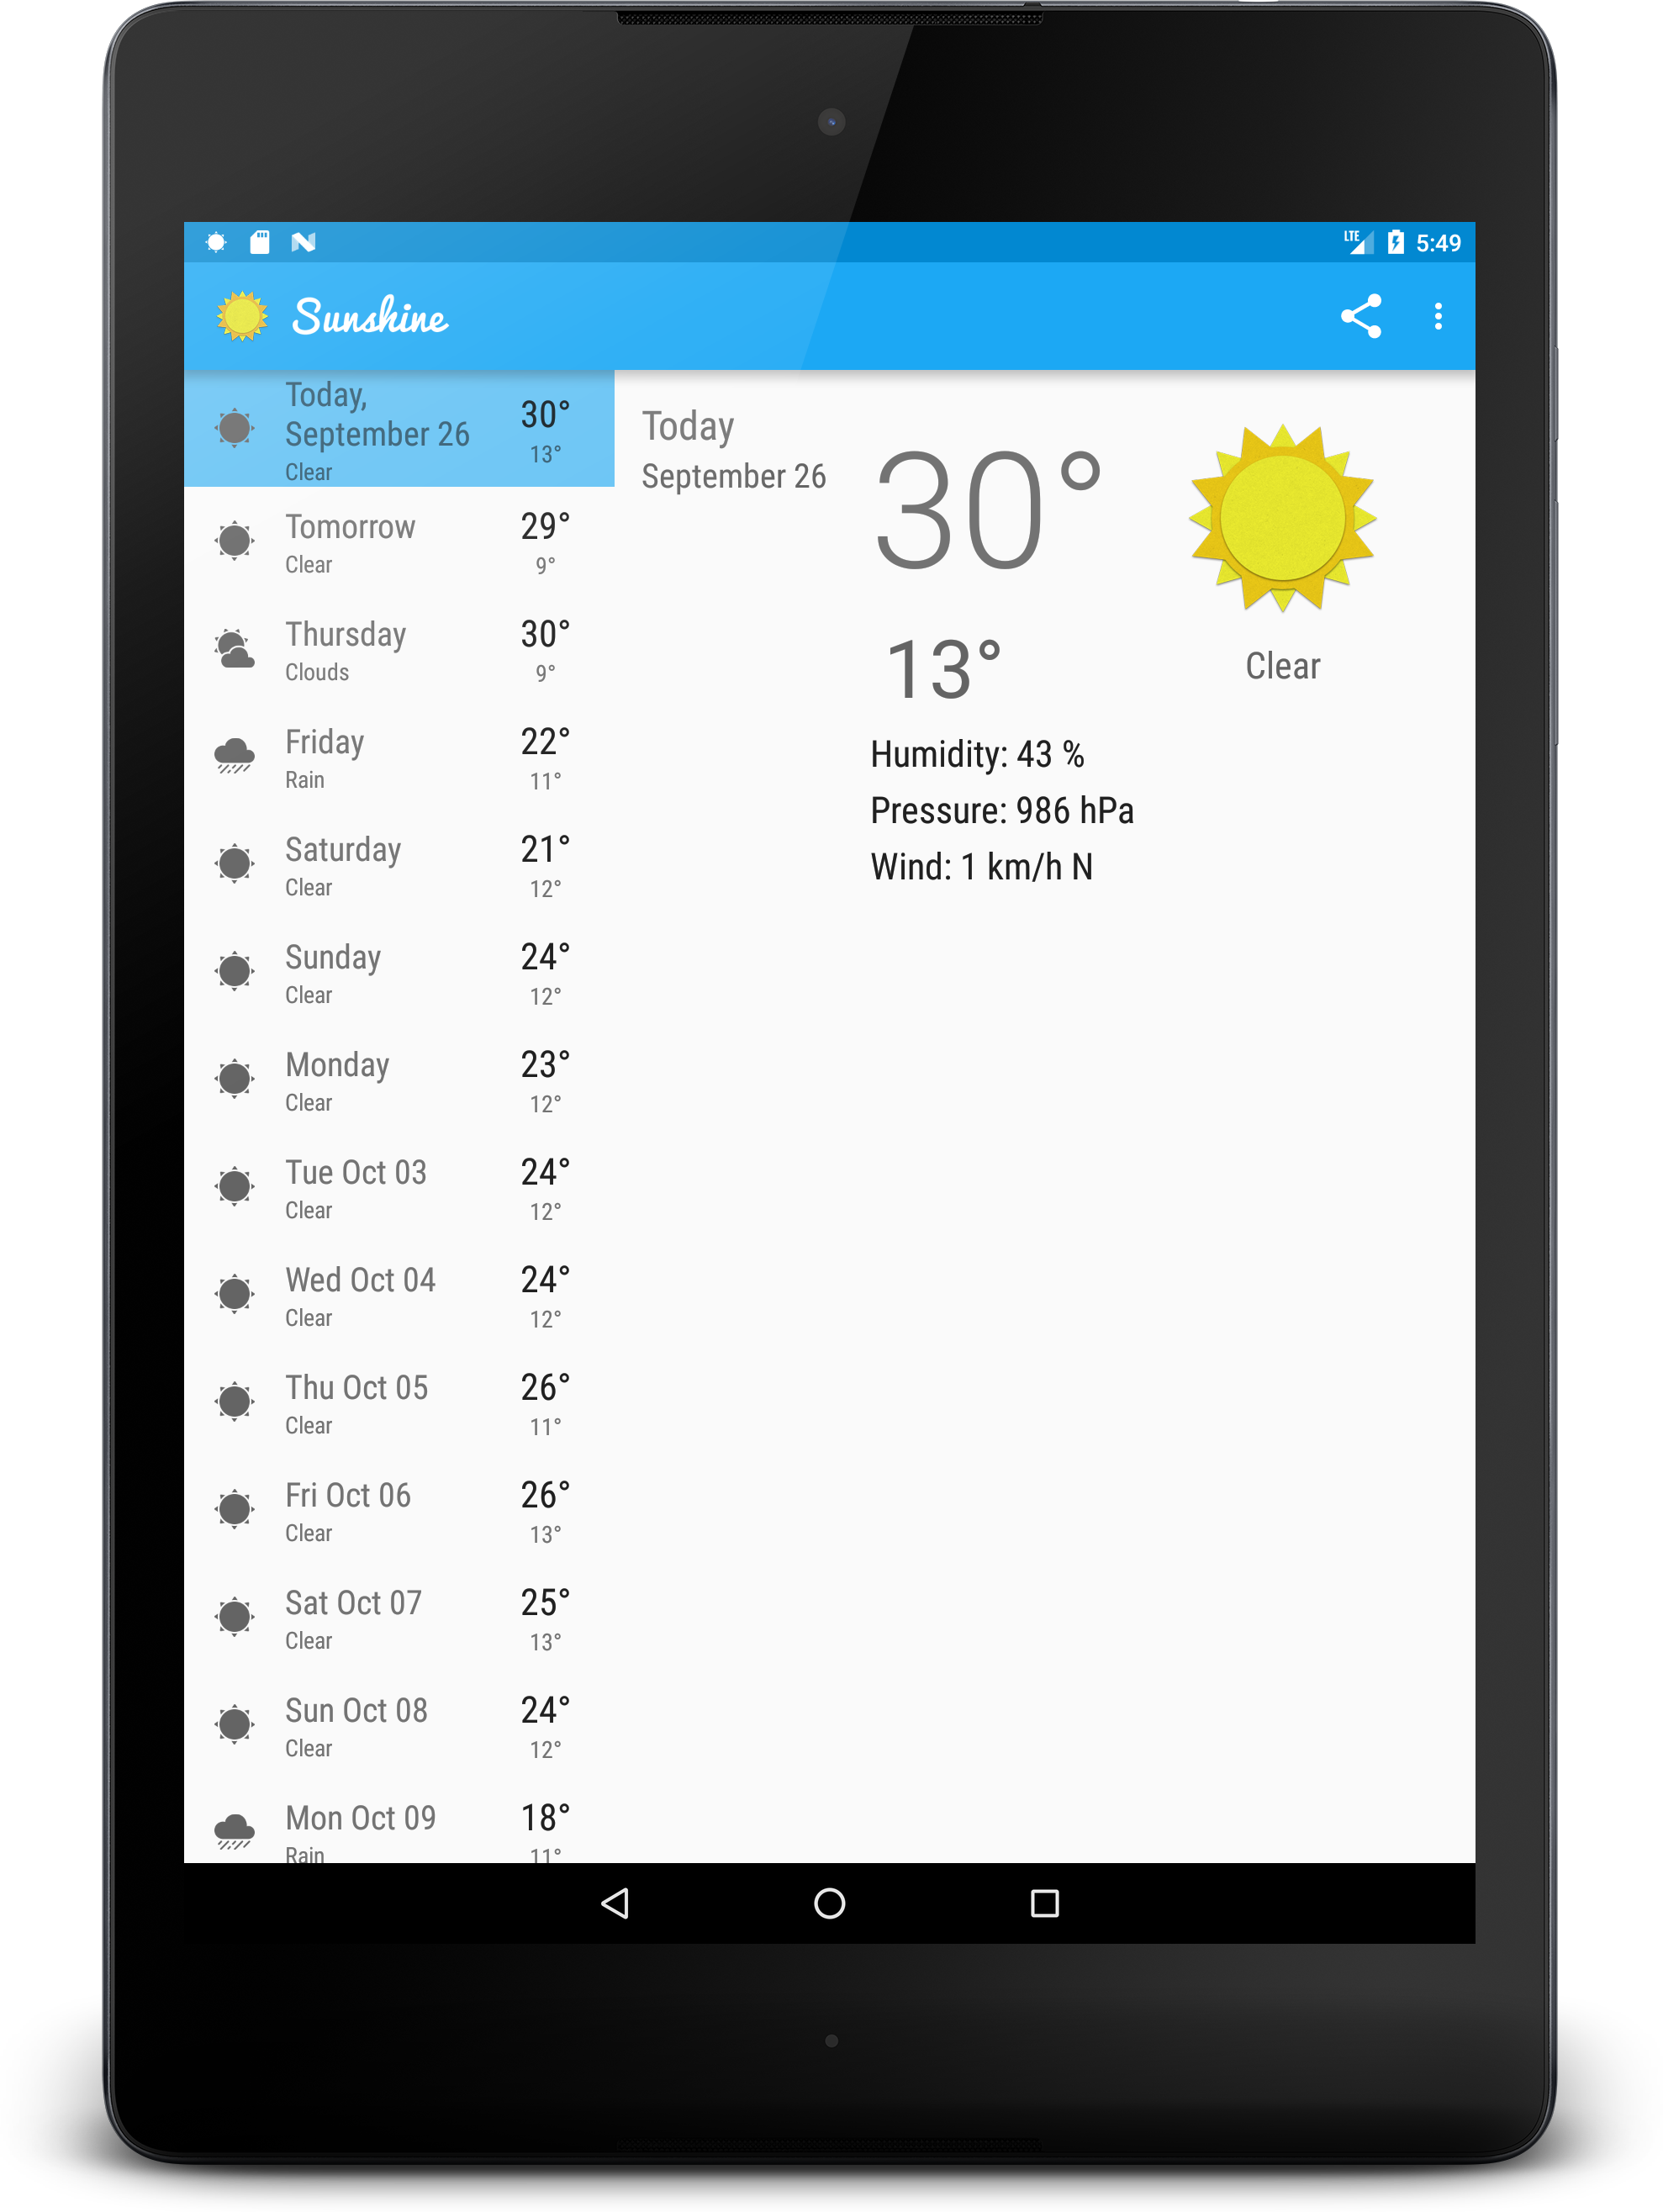 LTE 5:49
Sunshine
Today,
September 26
Clear
30°
13°
Tomorrow
Clear
29°
9°
Thursday
Clouds
30°
9°
Friday
Rain
22°
11°
Saturday
Clear
21°
12°
Sunday
Clear
24°
12°
Monday
Clear
23°
12°
Tue Oct 03
Clear
24°
12°
Wed Oct 04
Clear
24°
12°
Thu Oct 05
Clear
26°
11°
Fri Oct 06
Clear
26°
13°
Sat Oct 07
Clear
25°
13°
Sun Oct 08
Clear
24°
12°
Mon Oct 09
Rain
18°
11°
Today
September 26
30°
13°
Clear
Humidity: 43 %
Pressure: 986 hPa
Wind: 1 km/h N